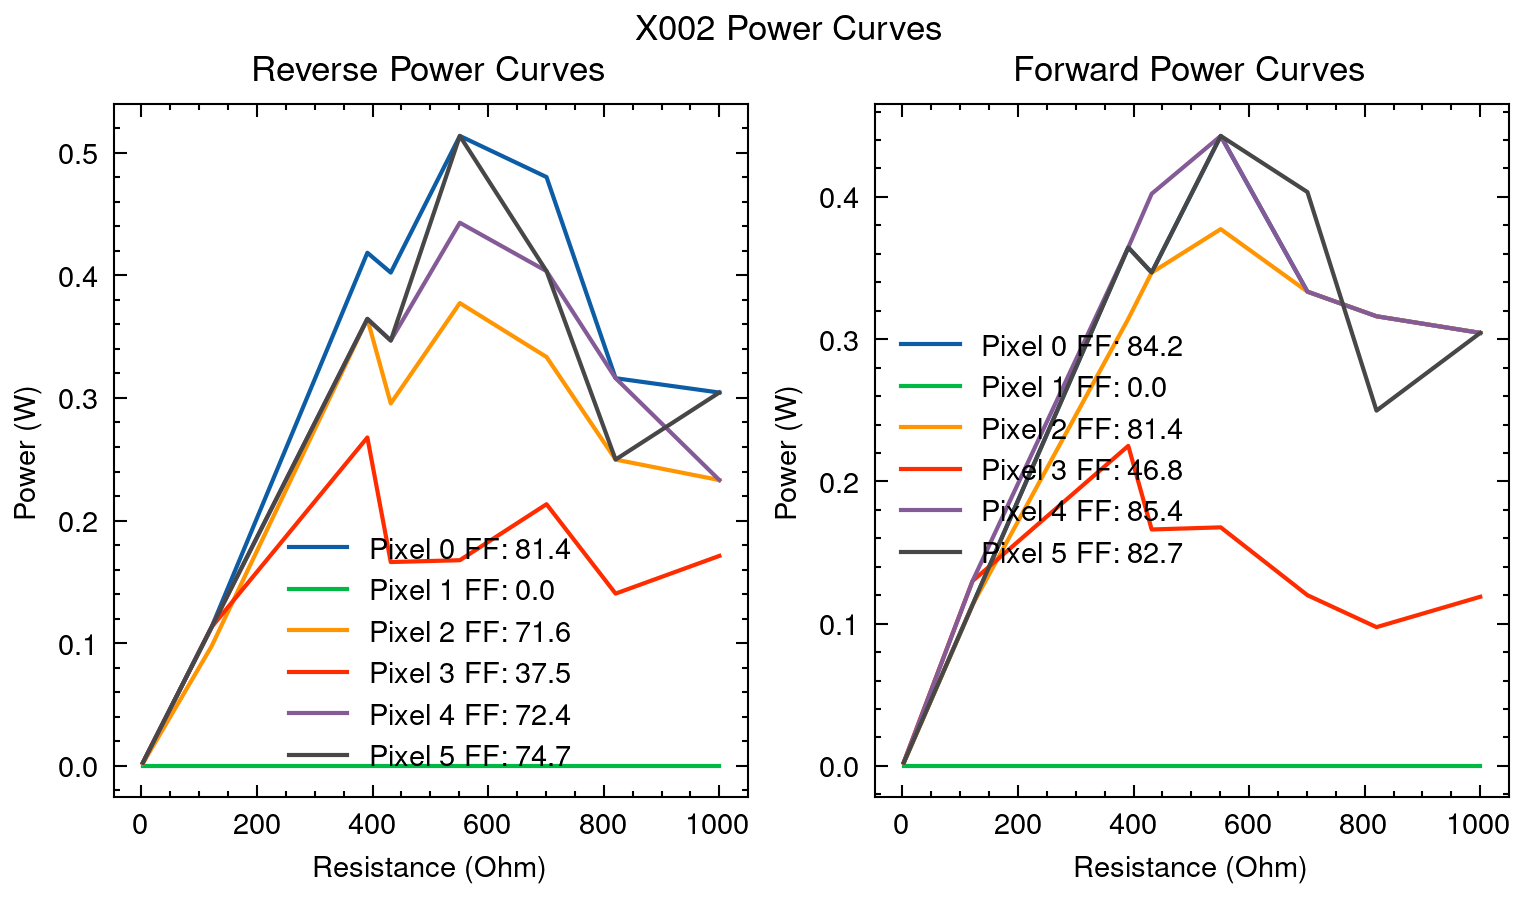 X002 Power Curves
Reverse Power Curves
Power (W)
0.5
0.4
0.3
0.2
0.1
0.0
Pixel 0 FF: 81.4
Pixel 1 FF: 0.0
Pixel 2 FF: 71.6
Pixel 3 FF: 37.5
Pixel 4 FF: 72.4
Pixel 5 FF: 74.7
0 200 400 600 800 1000
Resistance (Ohm)
Forward Power Curves
Power (W)
0.4
0.3
0.2
0.1
0.0
Pixel 0 FF: 84.2
Pixel 1 FF: 0.0
Pixel 2 FF: 81.4
Pixel 3 FF: 46.8
Pixel 4 FF: 85.4
Pixel 5 FF: 82.7
0 200 400 600 800 1000
Resistance (Ohm)